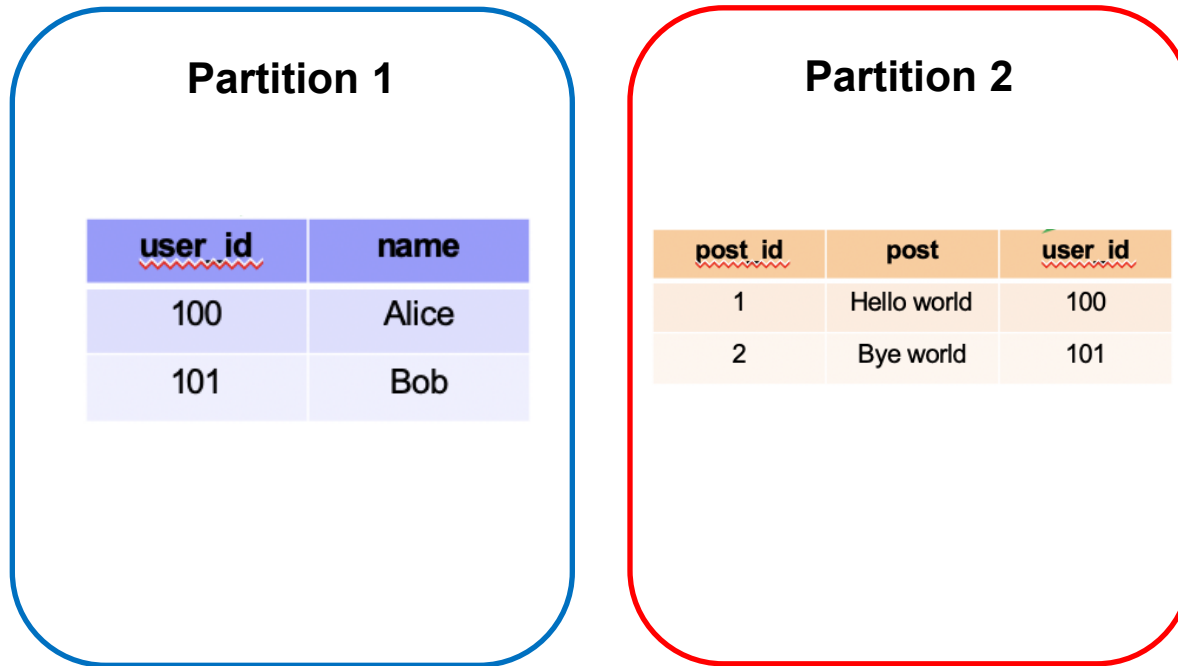 Partition 1
user_id name
100 Alice
101 Bob
Partition 2
post_id post user_id
1 Hello world 100
2 Bye world 101